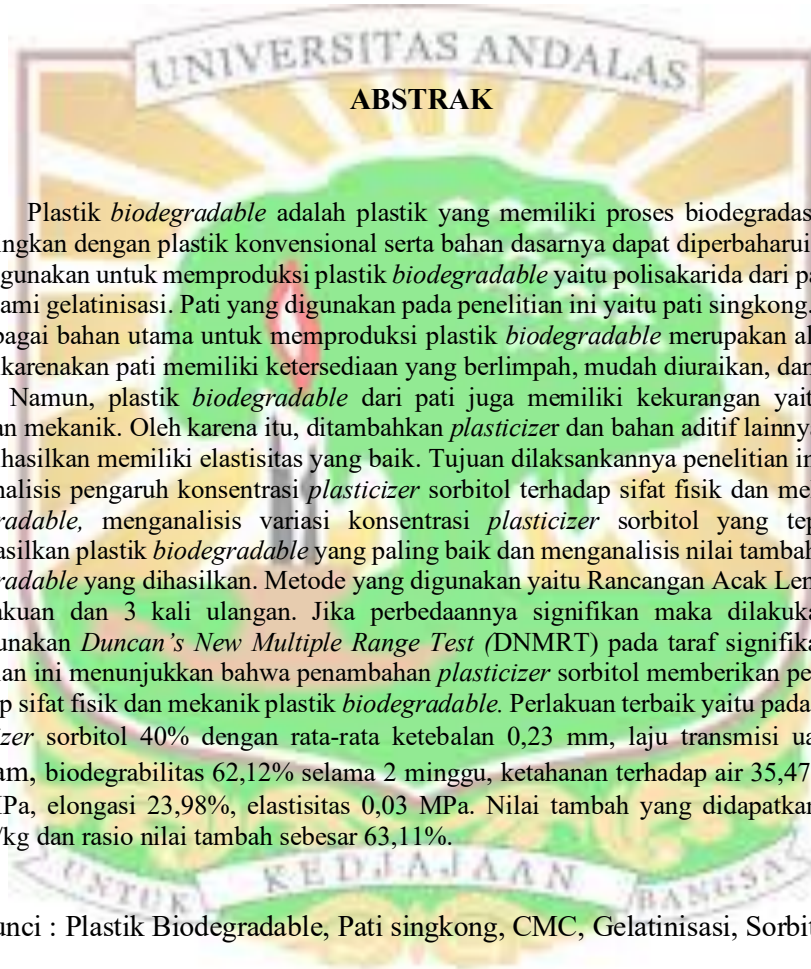 UNIVERSITAS ANDALAS
ABSTRAK
Plastik biodegradable adalah plastik yang memiliki proses biodegradas
ingkan dengan plastik konvensional serta bahan dasarnya dapat diperbaharui
gunakan untuk memproduksi plastik biodegradable yaitu polisakarida dari pa
ami gelatinisasi. Pati yang digunakan pada penelitian ini yaitu pati singkong.
bagai bahan utama untuk memproduksi plastik biodegradable merupakan al
karenakan pati memiliki ketersediaan yang berlimpah, mudah diuraikan, dan
Namun, plastik biodegradable dari pati juga memiliki kekurangan yait
an mekanik. Oleh karena itu, ditambahkan plasticizer dan bahan aditif lainny
hasilkan memiliki elastisitas yang baik. Tujuan dilaksankannya penelitian in
nalisis pengaruh konsentrasi plasticizer sorbitol terhadap sifat fisik dan me
radable, menganalisis variasi konsentrasi plasticizer sorbitol yang tep
asilkan plastik biodegradable yang paling baik dan menganalisis nilai tambah
radable yang dihasilkan. Metode yang digunakan yaitu Rancangan Acak Len
akuan dan 3 kali ulangan. Jika perbedaannya signifikan maka dilakuka
unakan Duncan's New Multiple Range Test (DNMRT) pada taraf signifika
an ini menunjukkan bahwa penambahan plasticizer sorbitol memberikan pe
p sifat fisik dan mekanik plastik biodegradable. Perlakuan terbaik yaitu pada
izer sorbitol 40% dengan rata-rata ketebalan 0,23 mm, laju transmisi ua
am, biodegrabilitas 62,12% selama 2 minggu, ketahanan terhadap air 35,47
MPa, elongasi 23,98%, elastisitas 0,03 MPa. Nilai tambah yang didapatkan
/kg dan rasio nilai tambah sebesar 63,11%.
UNTUK KEDJAJAAN BANGSA
unci : Plastik Biodegradable, Pati singkong, CMC, Gelatinisasi, Sorbit